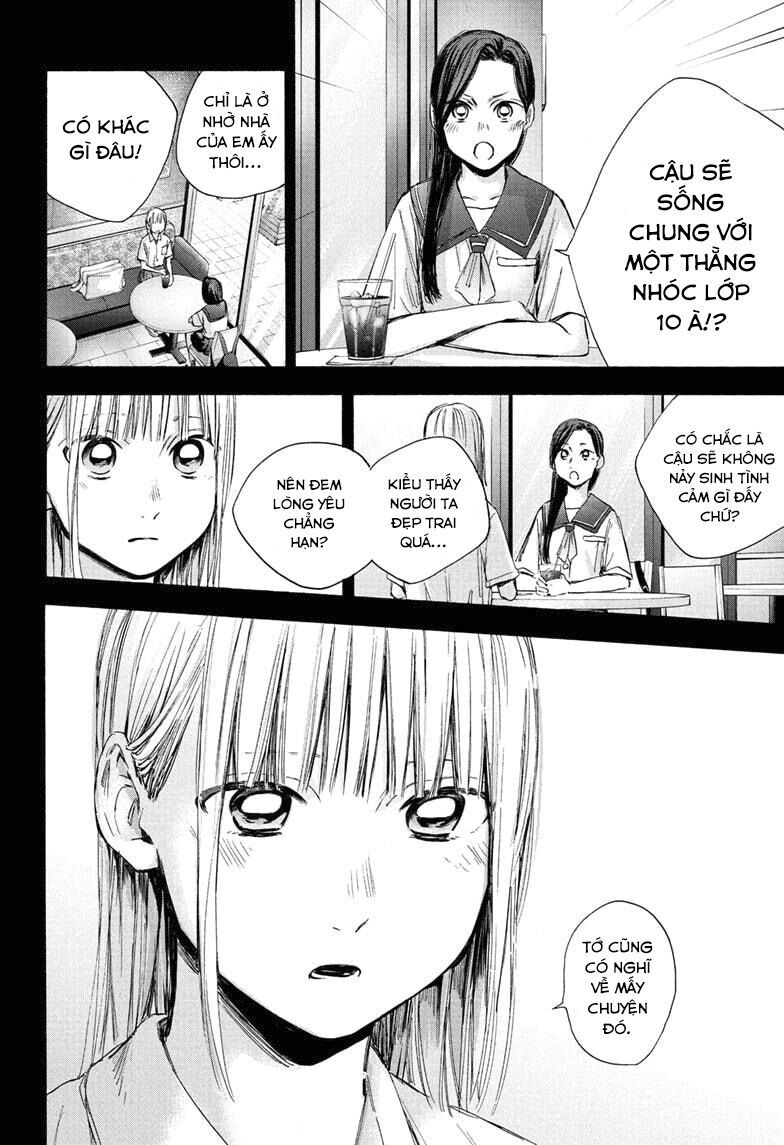 CẬU SẼ
SỐNG
CHUNG VỚI
MỘT THẰNG
NHÓC LỚP
10 À!?
CHỈ LÀ Ở
NHỜ NHÀ
CỦA EM ẤY
THÔI...
CÓ KHÁC
GÌ ĐÂU!
CÓ CHẮC LÀ
CẬU SẼ KHÔNG
NẢY SINH TÌNH
CẢM GÌ ĐẤY
CHỨ?
KIỂU THẤY
NGƯỜI TA
ĐẸP TRAI
QUÁ...
NÊN ĐEM
LÒNG YÊU
CHẲNG
HẠN?
TỚ CŨNG
CÓ NGHĨ
VỀ MẤY
CHUYỆN
ĐÓ.